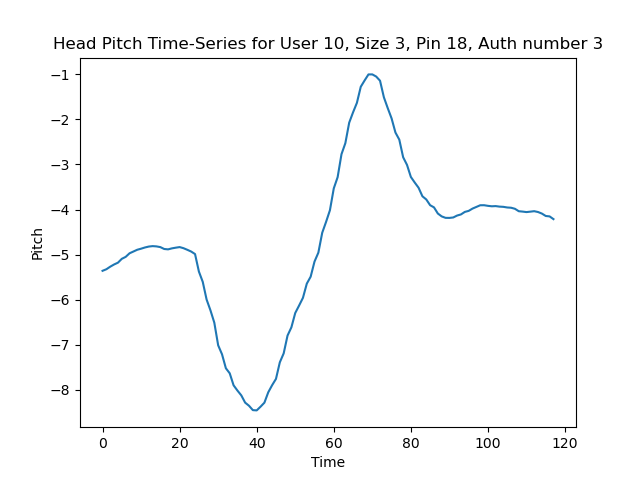 Head Pitch Time-Series for User 10, Size 3, Pin 18, Auth number 3
Pitch
−1
−2
−3
−4
−5
−6
−7
−8
0 20 40 60 80 100 120
Time